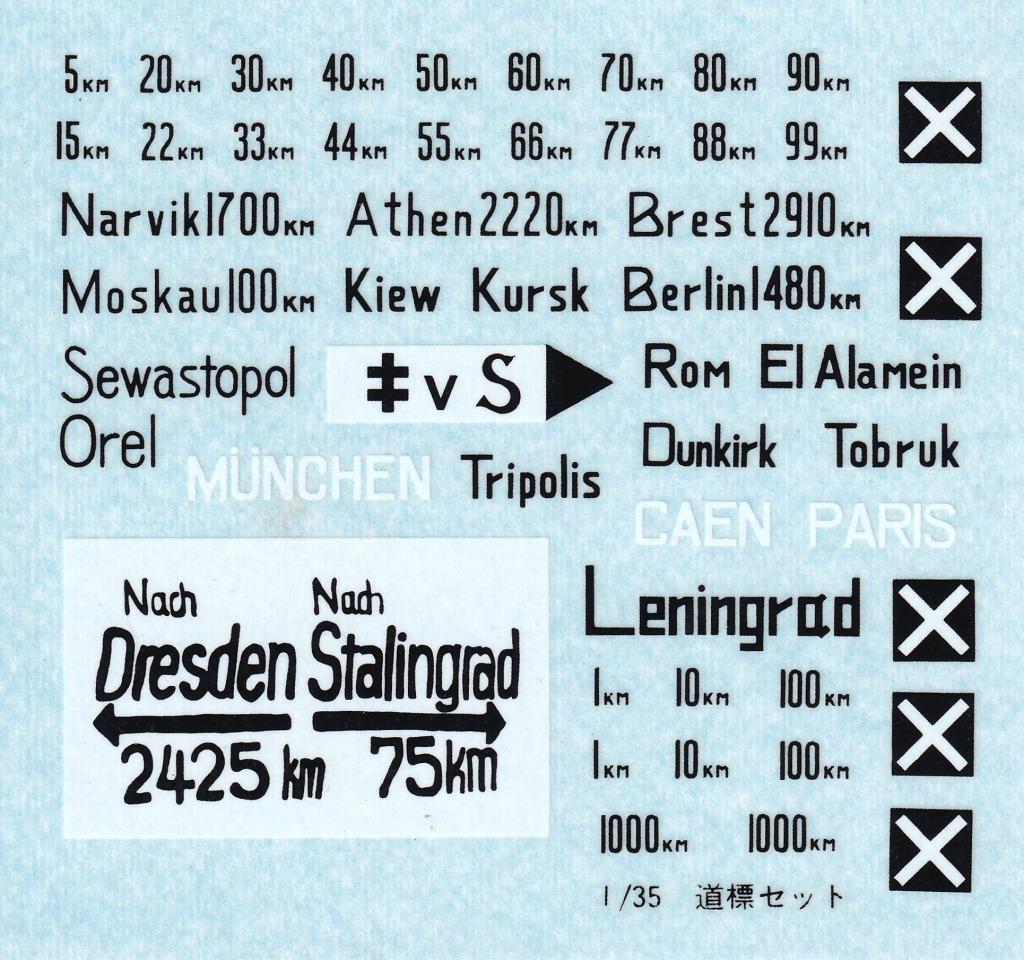 5KM 20KM 30KM 40KM 50KM 60KM 70KM 80KM 90KM
15KM 22KM 33KM 44KM 55KM 66KM 77KM 88KM 99KM
Narvik1700KM Athen2220KM Brest2910KM
Moskau100KM Kiew Kursk Berlin1480KM
Sewastopol
Orel
‡ v S
Rom El Alamein
Dunkirk Tobruk
MÜNCHEN
Tripolis
CAEN PARIS
Nach Nach
Dresden Stalingrad
2425 km 75km
Leningrad
1KM 10KM 100KM
1KM 10KM 100KM
1000KM 1000KM
1/35 道標セット